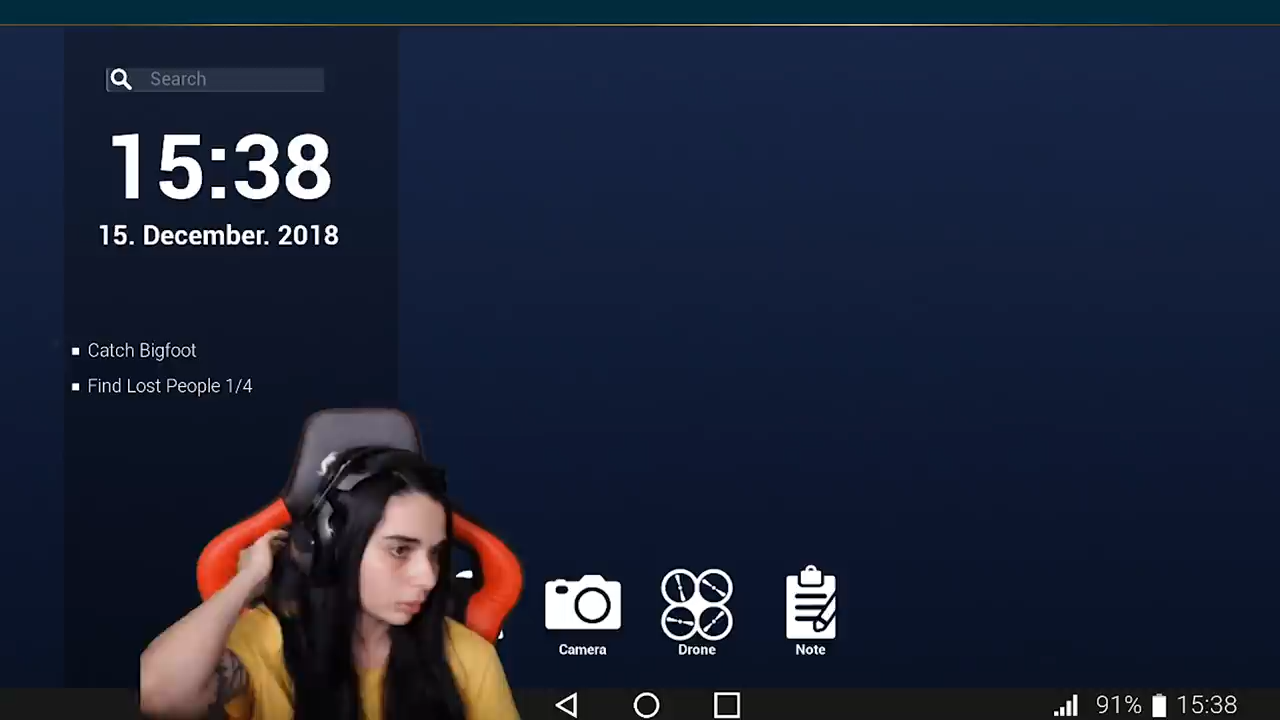 Search
15:38
15. December. 2018
Catch Bigfoot
Find Lost People 1/4
Camera
Drone
Note
91% 15:38